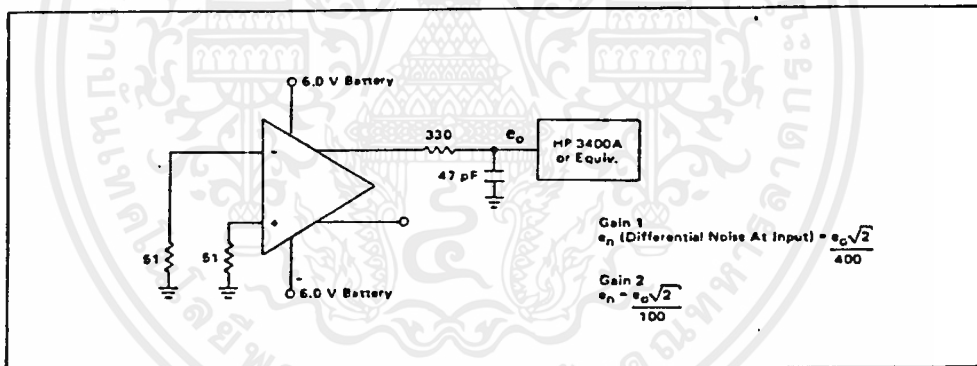 6.0 V Battery
330
e₀
HP 3400A
or Equiv.
47 pF
-
+
51
51
-
6.0 V Battery
Gain 1
eₙ (Differential Noise At Input) = e₀√2
400
Gain 2
eₙ = e₀√2
100